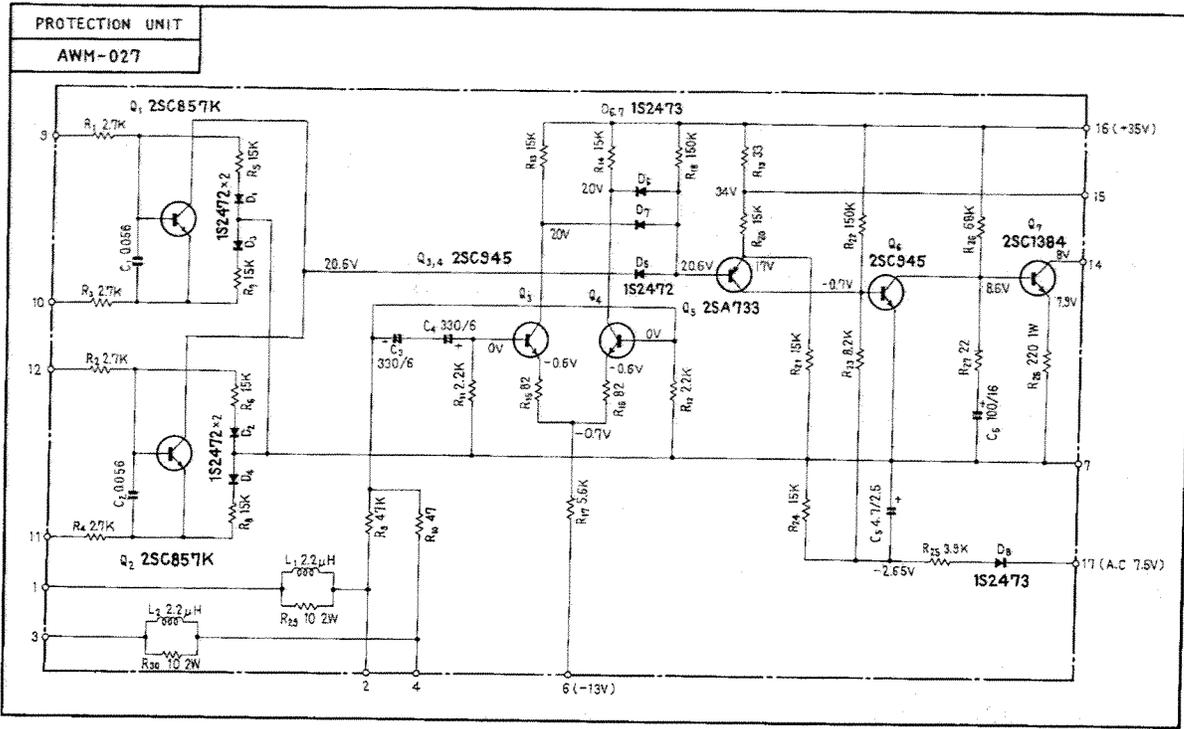 PROTECTION UNIT
AWM-027
Q1 2SC857K
D6,7 1S2473
9
R1 2.7K
R5 15K
1S2472×2
D1
D3
R7 15K
C1 0.056
10
R3 2.7K
R13 15K
R14 15K
R18 150K
R19 33
16 (+35V)
D6
20V
34V
15
D7
20V
R20 15K
R22 150K
R26 68K
Q7
2SC1384
8V
14
Q3,4 2SC945
20.6V
D5
1S2472
20.6V
17V
Q6
2SC945
Q5
2SA733
-0.7V
8.6V
7.9V
Q3
Q4
C4 330/6
C3
330/6
0V
0V
-0.6V
-0.6V
12
R2 2.7K
R6 15K
1S2472×2
D2
D4
R8 15K
C2 0.056
R11 2.2K
R15 82
R16 82
R12 2.2K
R21 15K
R23 8.2K
R27 22
R28 220 1W
C6 100/16
-0.7V
7
11
R4 2.7K
Q2 2SC857K
R9 47K
R10 47
R17 5.6K
R24 15K
C5 4.7/2.5
R25 3.9K
D8
1S2473
17 (A.C 7.5V)
-2.65V
1
L1 2.2μH
R29 10 2W
3
L2 2.2μH
R30 10 2W
2
4
6 (-13V)